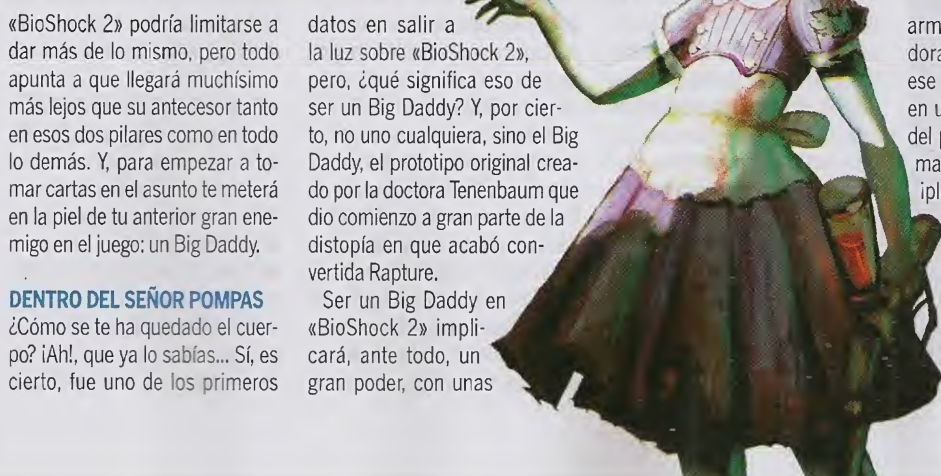 «BioShock 2» podría limitarse a
dar más de lo mismo, pero todo
apunta a que llegará muchísimo
más lejos que su antecesor tanto
en esos dos pilares como en todo
lo demás. Y, para empezar a to-
mar cartas en el asunto te meterá
en la piel de tu anterior gran ene-
migo en el juego: un Big Daddy.
DENTRO DEL SEÑOR POMPAS
¿Cómo se te ha quedado el cuer-
po? ¡Ah!, que ya lo sabías... Sí, es
cierto, fue uno de los primeros
datos en salir a
la luz sobre «BioShock 2»,
pero, ¿qué significa eso de
ser un Big Daddy? Y, por cier-
to, no uno cualquiera, sino el Big
Daddy, el prototipo original crea-
do por la doctora Tenenbaum que
dio comienzo a gran parte de la
distopía en que acabó con-
vertida Rapture.
Ser un Big Daddy en
«BioShock 2» impli-
cará, ante todo, un
gran poder, con unas
arm
dora
ese
en u
del
ma
¡pl